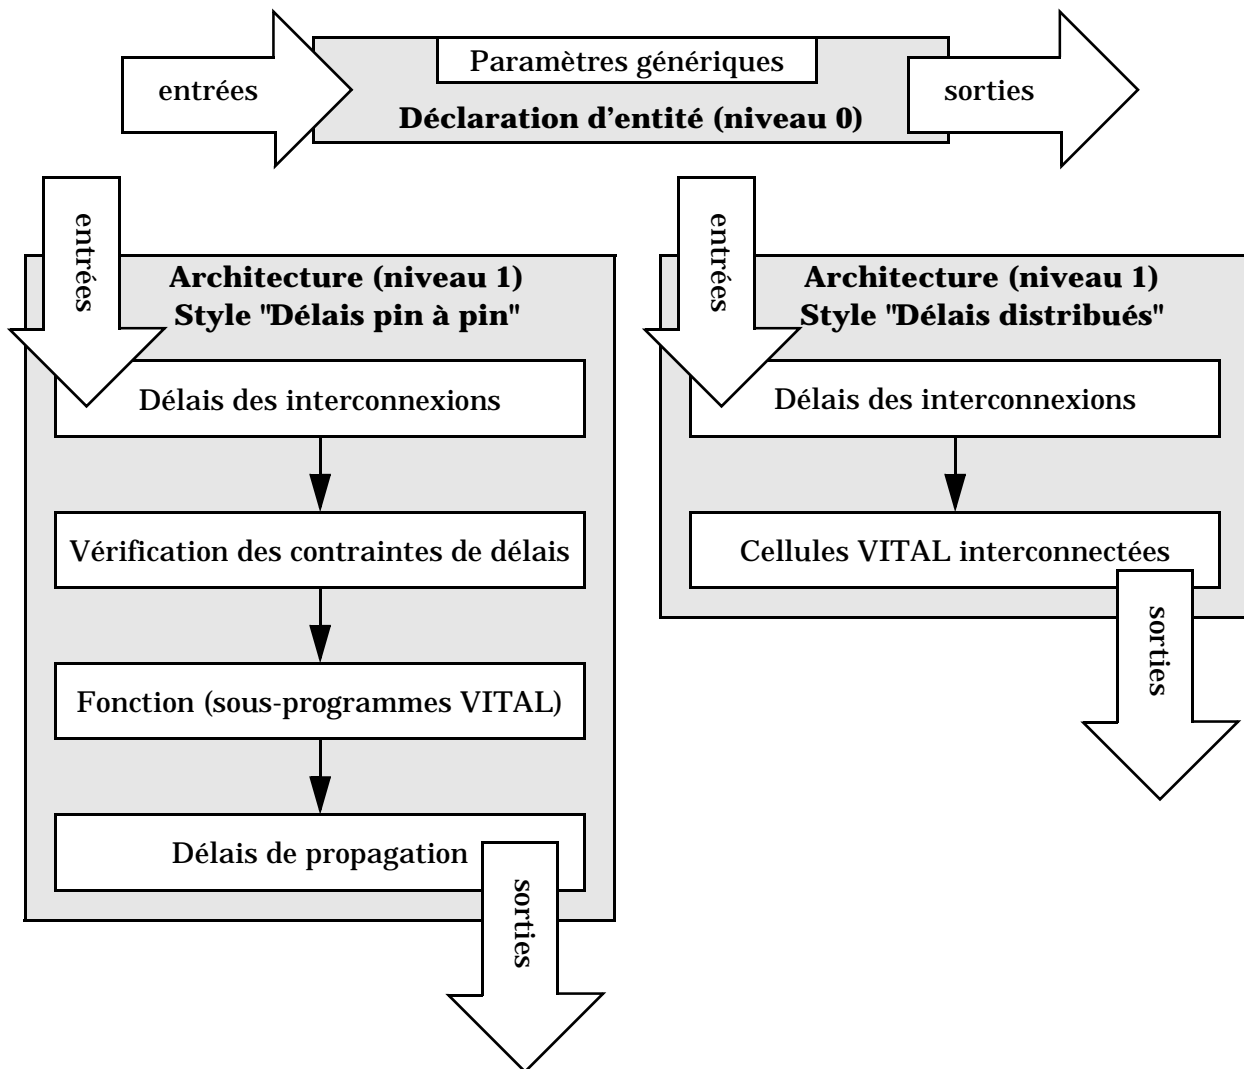 entrées
Paramètres génériques
Déclaration d’entité (niveau 0)
sorties
entrées
Architecture (niveau 1)
Style "Délais pin à pin"
Délais des interconnexions
Vérification des contraintes de délais
Fonction (sous-programmes VITAL)
Délais de propagation
sorties
entrées
Architecture (niveau 1)
Style "Délais distribués"
Délais des interconnexions
Cellules VITAL interconnectées
sorties